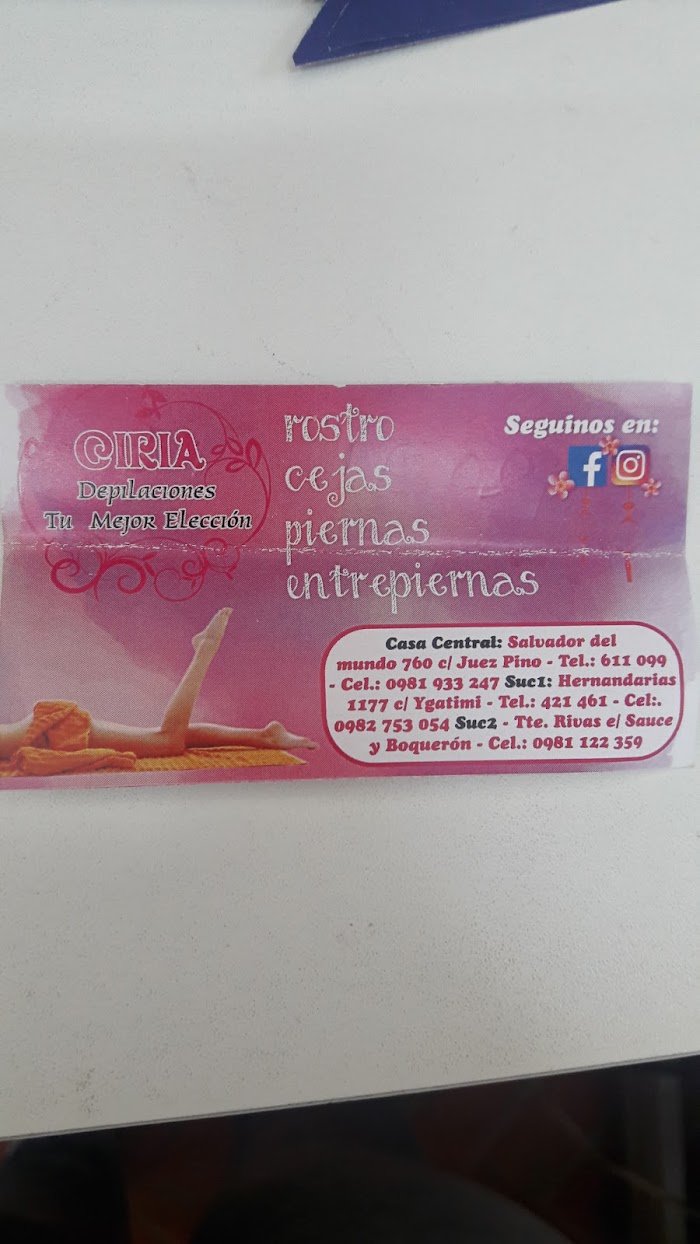 CIRIA
Depilaciones
Tu Mejor Elección
rostro
cejas
piernas
entrepiernas
Seguinos en:
f
Casa Central: Salvador del
mundo 760 c/ Juez Pino - Tel.: 611 099
- Cel.: 0981 933 247 Suc1: Hernandarias
1177 c/ Ygatimi - Tel.: 421 461 - Cel:.
0982 753 054 Suc2 - Tte. Rivas e/ Sauce
y Boquerón - Cel.: 0981 122 359